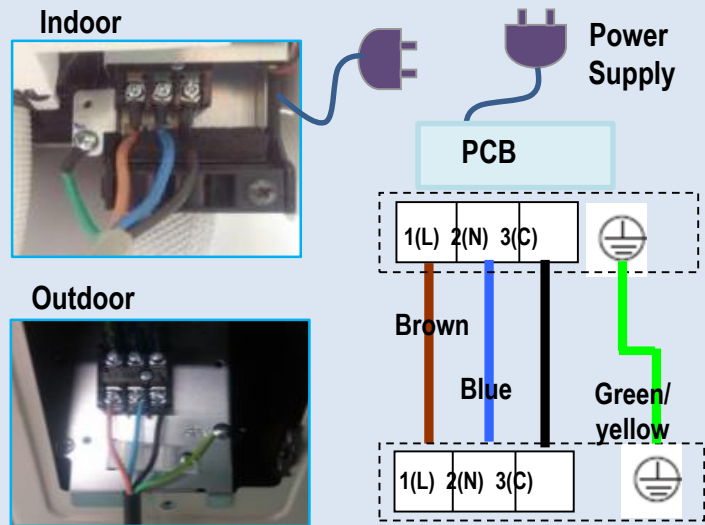 Indoor
Power
Supply
PCB
1(L) 2(N) 3(C)
Outdoor
Brown
Blue
Green/
yellow
1(L) 2(N) 3(C)